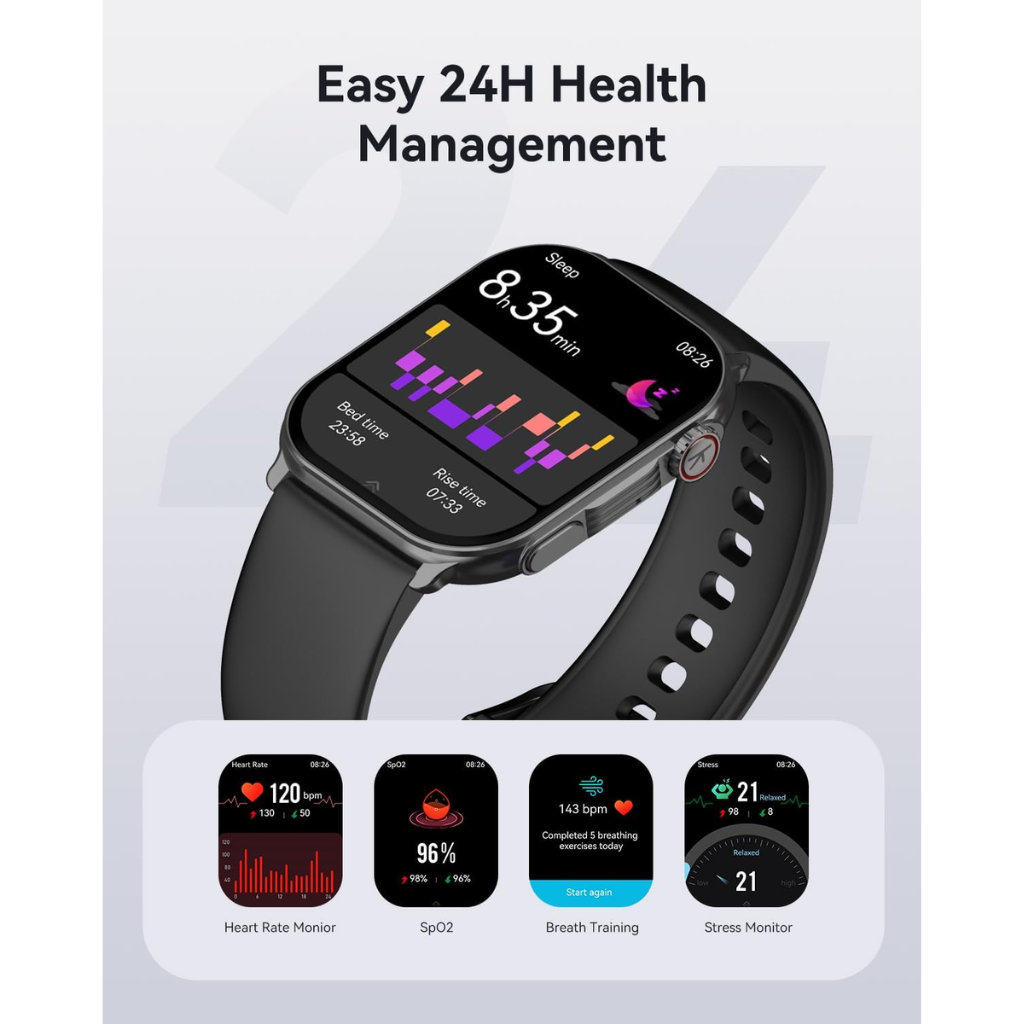 Easy 24H Health
Management
Sleep
8h35min
08:26
Bed time
23:58
Rise time
07:33
Heart Rate 08:26
120 bpm
130 50
120
100
80
40
0 6 12 18 24
Heart Rate Monior
SpO2 08:26
96%
98% 96%
SpO2
143 bpm
Completed 5 breathing
exercises today
Start again
Breath Training
Stress 08:26
21 Relaxed
98 8
Relaxed
low 21 high
Stress Monitor